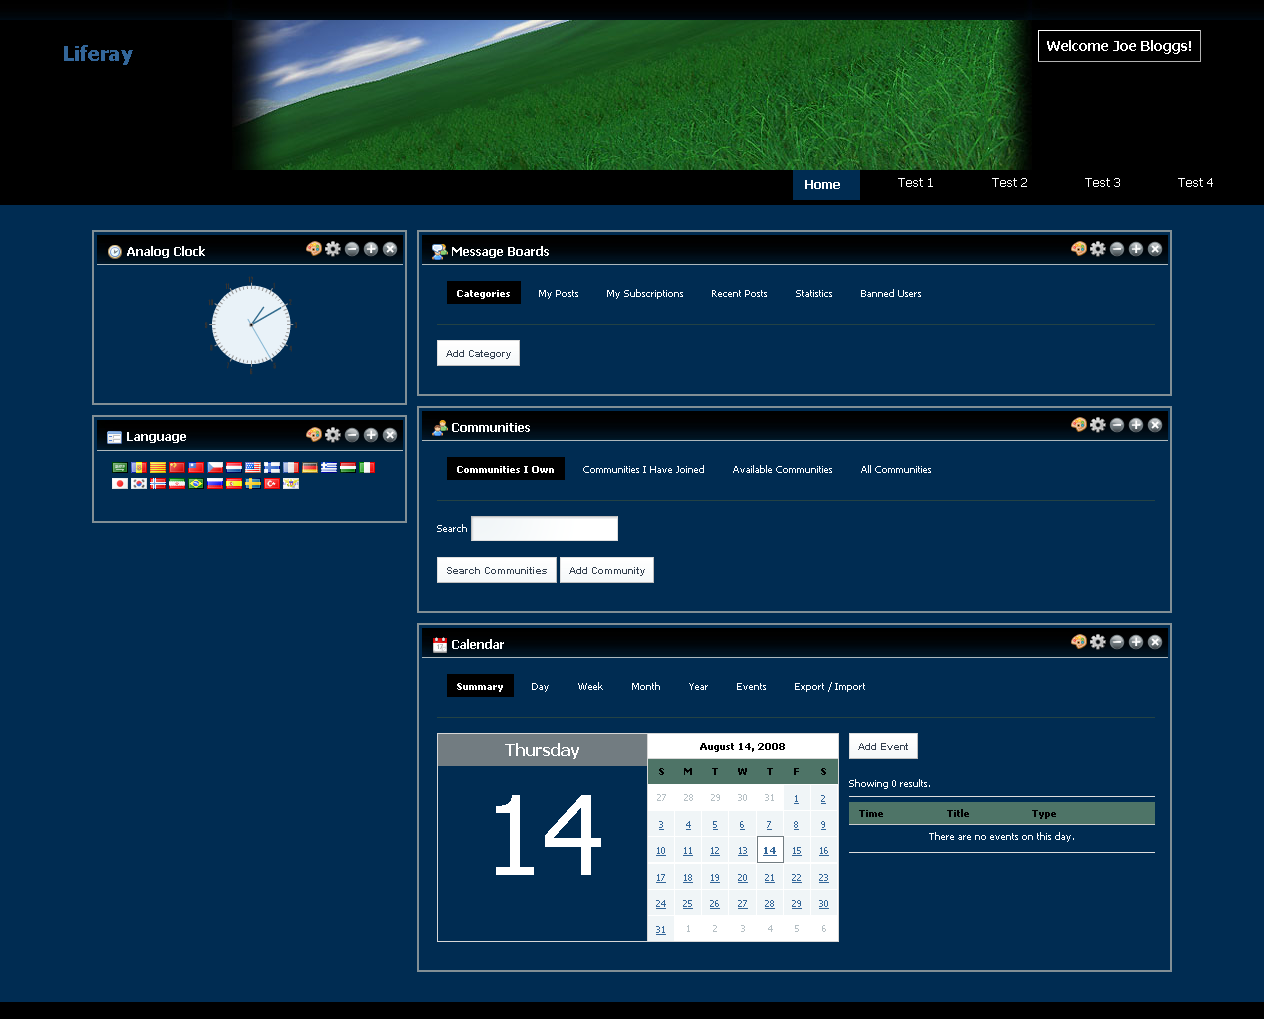 Liferay
Welcome Joe Bloggs!
Home Test 1 Test 2 Test 3 Test 4
Analog Clock
Language
Message Boards
Categories My Posts My Subscriptions Recent Posts Statistics Banned Users
Add Category
Communities
Communities I Own Communities I Have Joined Available Communities All Communities
Search
Search Communities Add Community
Calendar
Summary Day Week Month Year Events Export / Import
Thursday
14
August 14, 2008
S M T W T F S
27 28 29 30 31 1 2
3 4 5 6 7 8 9
10 11 12 13 14 15 16
17 18 19 20 21 22 23
24 25 26 27 28 29 30
31 1 2 3 4 5 6
Add Event
Showing 0 results.
Time Title Type
There are no events on this day.